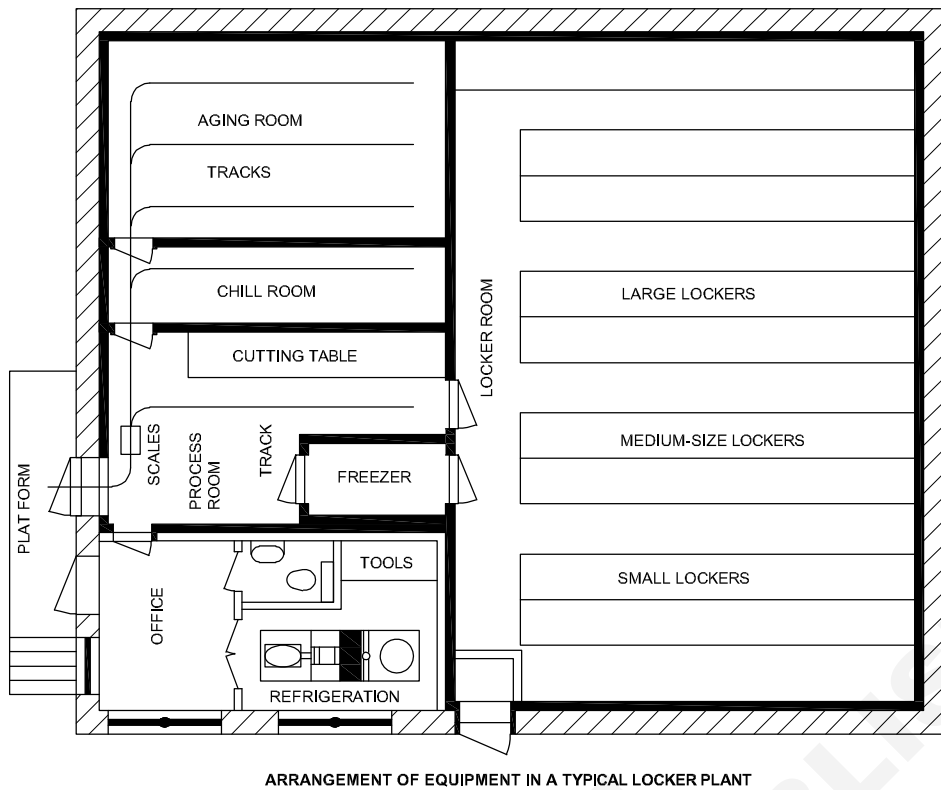 AGING ROOM
TRACKS
CHILL ROOM
CUTTING TABLE
LOCKER ROOM
LARGE LOCKERS
MEDIUM-SIZE LOCKERS
SMALL LOCKERS
SCALES
PROCESS
ROOM
TRACK
FREEZER
PLAT FORM
OFFICE
TOOLS
REFRIGERATION
ARRANGEMENT OF EQUIPMENT IN A TYPICAL LOCKER PLANT